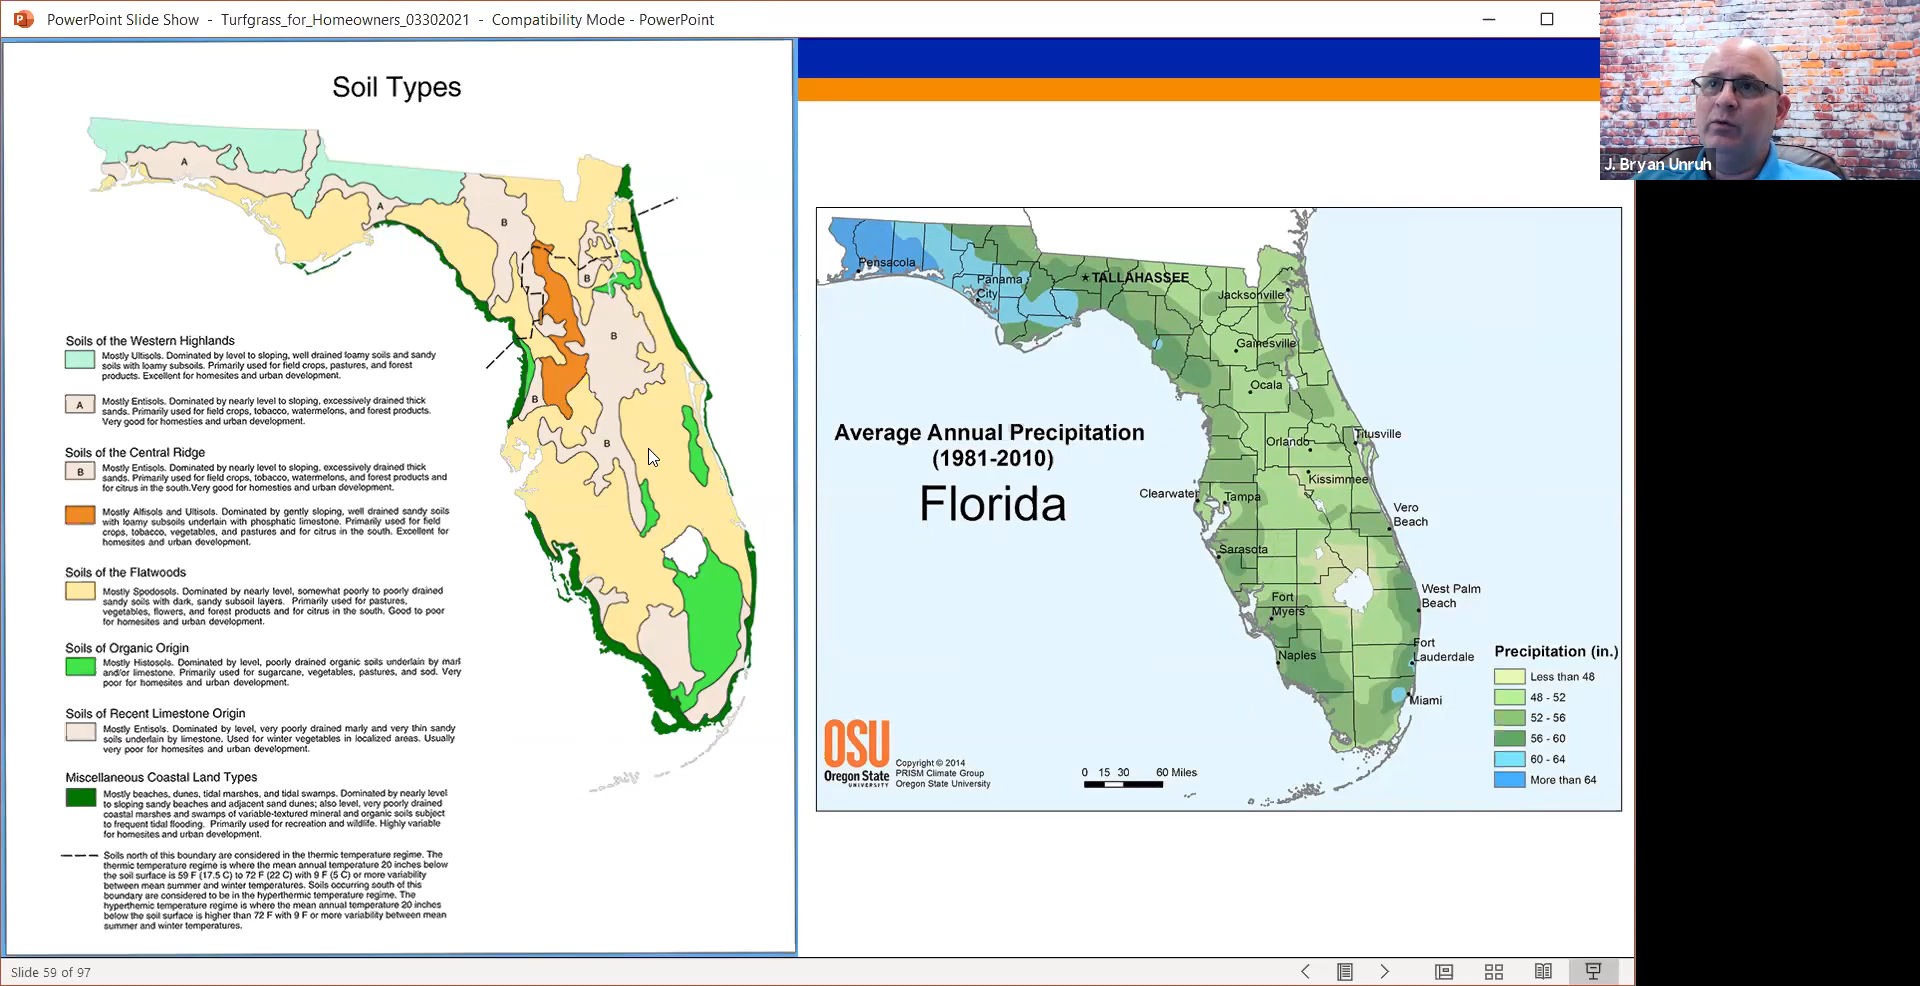 PowerPoint Slide Show - Turfgrass_for_Homeowners_03302021 - Compatibility Mode - PowerPoint
J. Bryan Unruh
Soil Types
A
A
B
B
B
B
B
Soils of the Western Highlands
Mostly Ultisols. Dominated by level to sloping, well drained loamy soils and sandy
soils with loamy subsoils. Primarily used for field crops, pastures, and forest
products. Excellent for homesites and urban development.
A
Mostly Entisols. Dominated by nearly level to sloping, excessively drained thick
sands. Primarily used for field crops, tobacco, watermelons, and forest products.
Very good for homesties and urban development.
Soils of the Central Ridge
B
Mostly Entisols. Dominated by nearly level to sloping, excessively drained thick
sands. Primarily used for field crops, tobacco, watermelons, and forest products and
for citrus in the south.Very good for homesties and urban development.
Mostly Alfisols and Ultisols. Dominated by gently sloping, well drained sandy soils
with loamy subsoils underlain with phosphatic limestone. Primarily used for field
crops, tobacco, vegetables, and pastures and for citrus in the south. Excellent for
homesites and urban development.
Soils of the Flatwoods
Mostly Spodosols. Dominated by nearly level, somewhat poorly to poorly drained
sandy soils with dark, sandy subsoil layers. Primarily used for pastures,
vegetables, flowers, and forest products and for citrus in the south. Good to poor
for homesites and urban development.
Soils of Organic Origin
Mostly Histosols. Dominated by level, poorly drained organic soils underlain by marl
and/or limestone. Primarily used for sugarcane, vegetables, pastures, and sod. Very
poor for homesites and urban development.
Soils of Recent Limestone Origin
Mostly Entisols. Dominated by level, very poorly drained marly and very thin sandy
soils underlain by limestone. Used for winter vegetables in localized areas. Usually
very poor for homesites and urban development.
Miscellaneous Coastal Land Types
Mostly beaches, dunes, tidal marshes, and tidal swamps. Dominated by nearly level
to sloping sandy beaches and adjacent sand dunes; also level, very poorly drained
coastal marshes and swamps of variable-textured mineral and organic soils subject
to frequent tidal flooding. Primarily used for recreation and wildlife. Highly variable
for homesites and urban development.
Soils north of this boundary are considered in the thermic temperature regime. The
thermic temperature regime is where the mean annual temperature 20 inches below
the soil surface is 59 F (17.5 C) to 72 F (22 C) with 9 F (5 C) or more variability
between mean summer and winter temperatures. Soils occurring south of this
boundary are considered to be in the hyperthermic temperature regime. The
hyperthermic temperature regime is where the mean annual temperature 20 inches
below the soil surface is higher than 72 F with 9 F or more variability between mean
summer and winter temperatures.
Pensacola
Panama
City
TALLAHASSEE
Jacksonville
Gainesville
Ocala
Average Annual Precipitation
(1981-2010)
Florida
Orlando
Titusville
Kissimmee
Clearwater
Tampa
Vero
Beach
Sarasota
West Palm
Beach
Fort
Myers
Fort
Lauderdale
Naples
Miami
Precipitation (in.)
Less than 48
48 - 52
52 - 56
56 - 60
60 - 64
More than 64
OSU
Oregon State
UNIVERSITY
Copyright © 2014
PRISM Climate Group
Oregon State University
0 15 30 60 Miles
Slide 59 of 97